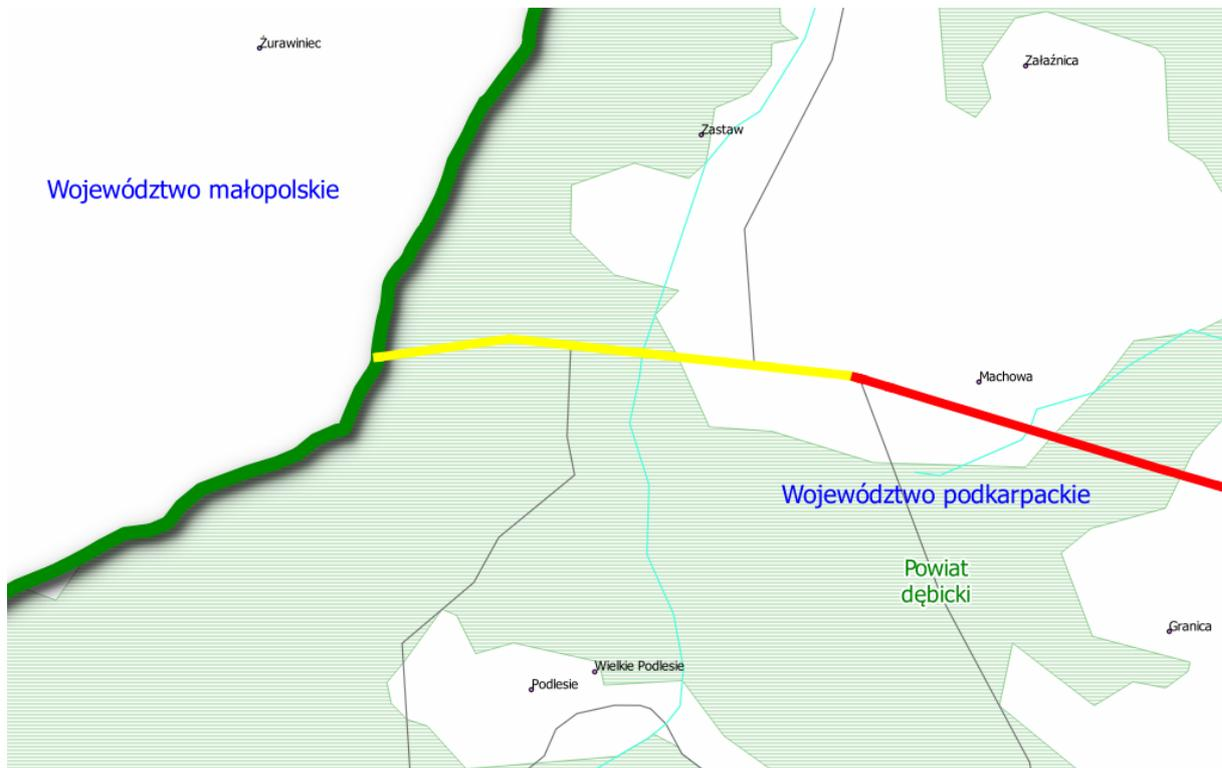 Żurawiniec
Załaźnica
Zastaw
Województwo małopolskie
Machowa
Województwo podkarpackie
Powiat
dębicki
Granica
Wielkie Podlesie
Podlesie